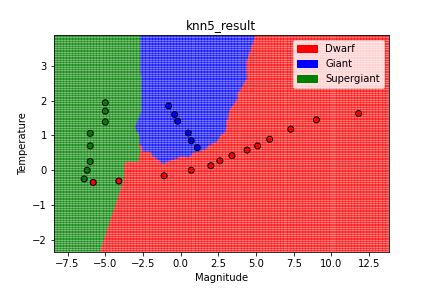 knn5_result
Dwarf
Giant
Supergiant
Temperature
3
2
1
0
−1
−2
−7.5 −5.0 −2.5 0.0 2.5 5.0 7.5 10.0 12.5
Magnitude